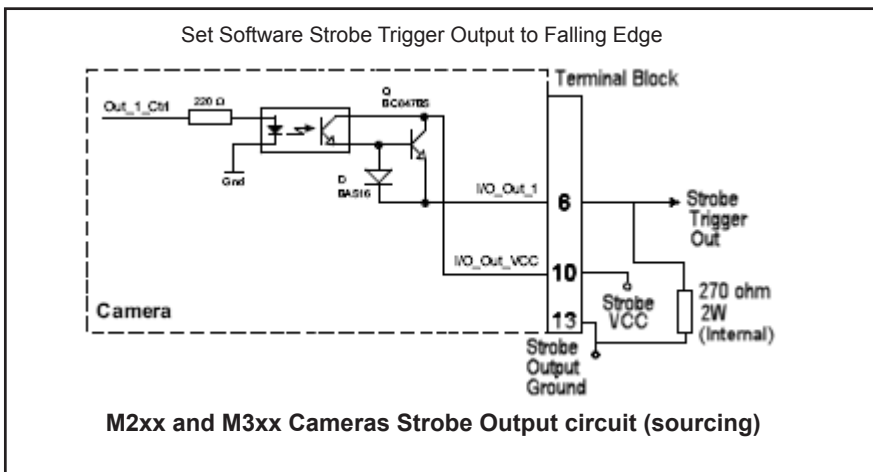 Set Software Strobe Trigger Output to Falling Edge
Terminal Block
Q
BC847BS
Out_1_Ctrl
220 Ω
Gnd
D
BAS16
I/O_Out_1
6
Strobe
Trigger
Out
I/O_Out_VCC
10
Strobe
VCC
270 ohm
2W
(Internal)
Camera
13
Strobe
Output
Ground
M2xx and M3xx Cameras Strobe Output circuit (sourcing)